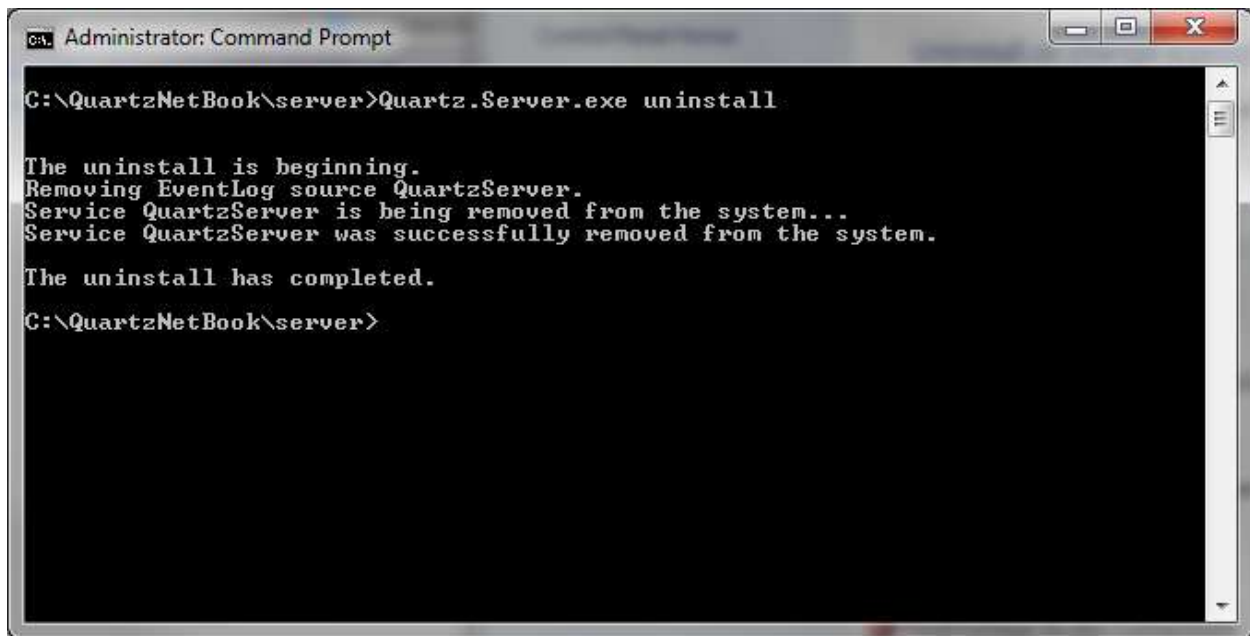 Administrator: Command Prompt
C:\QuartzNetBook\server>Quartz.Server.exe uninstall
The uninstall is beginning.
Removing EventLog source QuartzServer.
Service QuartzServer is being removed from the system...
Service QuartzServer was successfully removed from the system.
The uninstall has completed.
C:\QuartzNetBook\server>